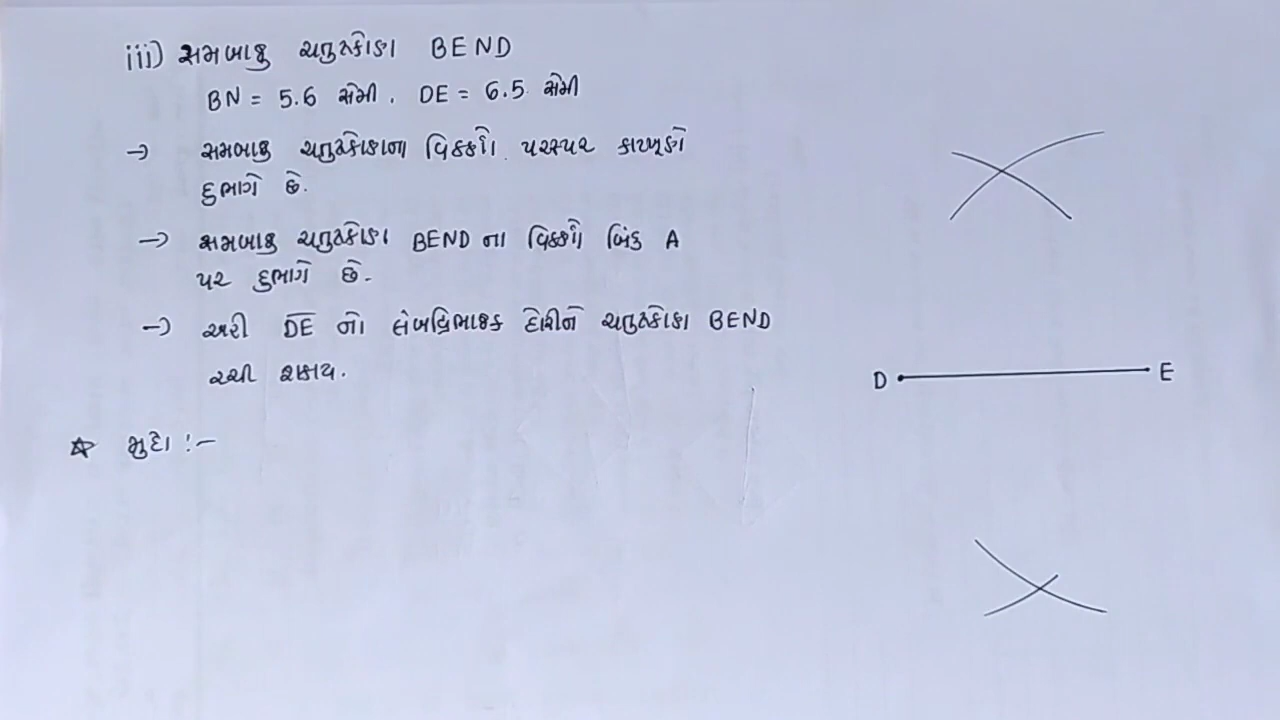 iii) સમબાજુ ચતુષ્કોણ BEND
BN = 5.6 સેમી. DE = 6.5 સેમી
→ સમબાજુ ચતુષ્કોણના વિકર્ણો પરસ્પર કાટખૂણે
દુભાગે છે.
→ સમબાજુ ચતુષ્કોણ BEND ના વિકર્ણો બિંદુ A
પર દુભાગે છે.
→ અહીં DE નો લંબદ્વિભાજક દોરીને ચતુષ્કોણ BEND
રચી શકાય.
☆ મુદ્દા :-
D E